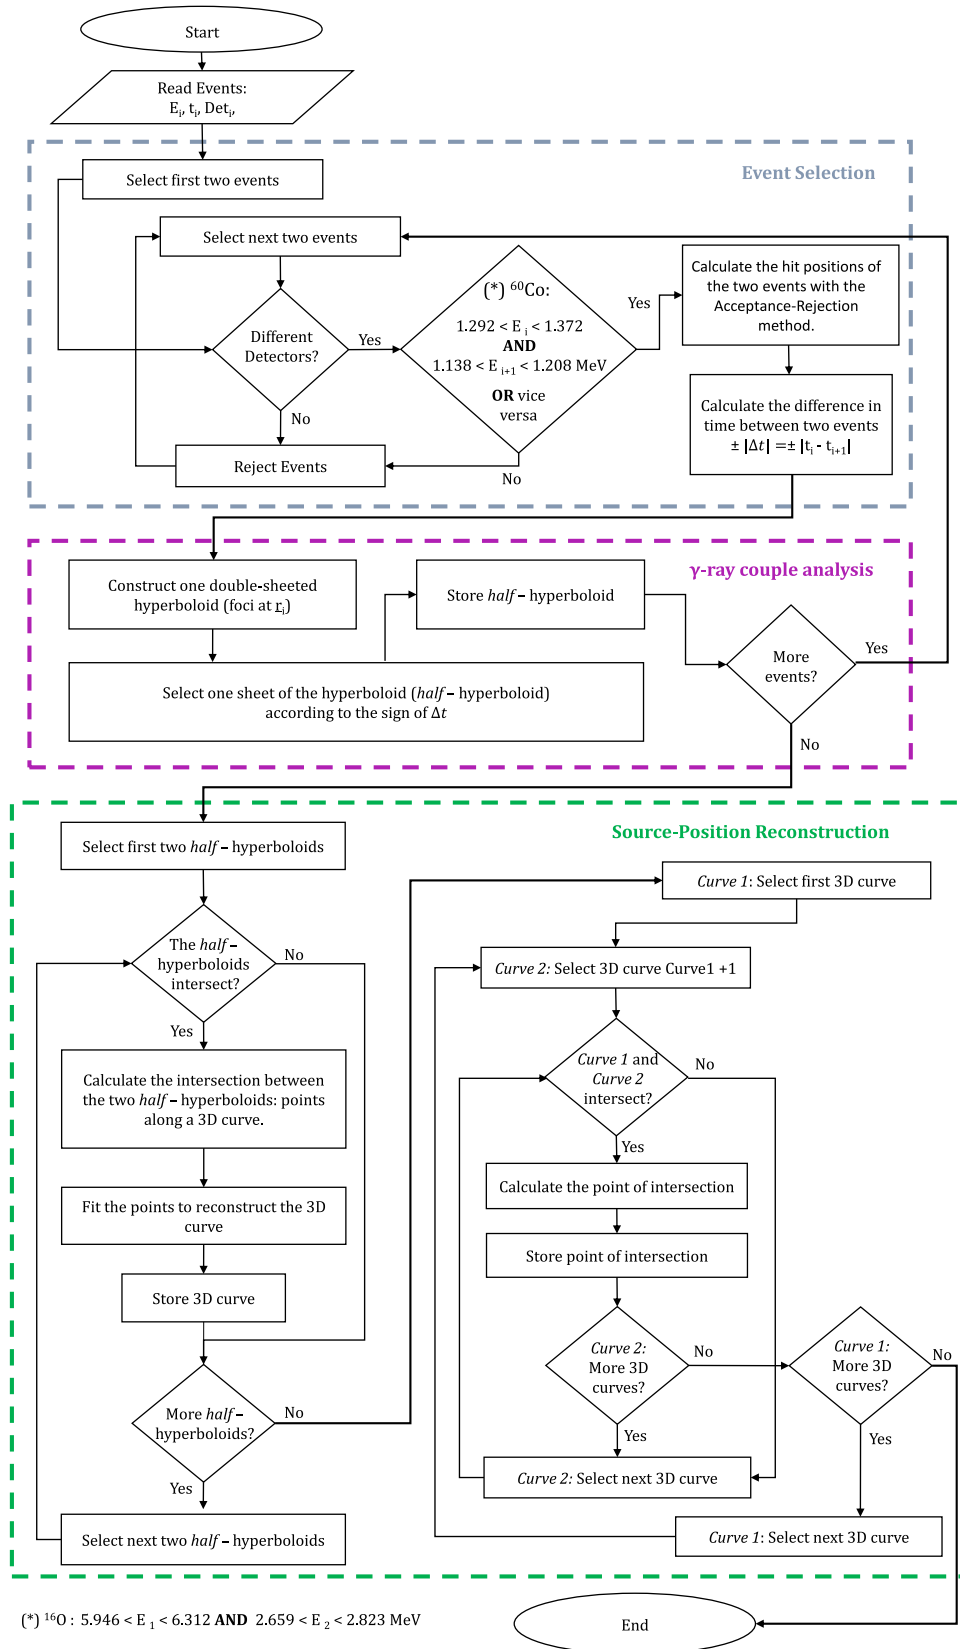 Start
Read Events:
Eᵢ, tᵢ, Detᵢ,
Event Selection
Select first two events
Select next two events
Different
Detectors?
Yes
No
Reject Events
(*) ⁶⁰Co:
1.292 < E ᵢ < 1.372
AND
1.138 < E ᵢ₊₁ < 1.208 MeV
OR vice
versa
Yes
No
Calculate the hit positions of
the two events with the
Acceptance-Rejection
method.
Calculate the difference in
time between two events
± |Δt| = ± |tᵢ - tᵢ₊₁|
γ-ray couple analysis
Construct one double-sheeted
hyperboloid (foci at rᵢ)
Store half – hyperboloid
Select one sheet of the hyperboloid (half – hyperboloid)
according to the sign of Δt
More
events?
Yes
No
Source-Position Reconstruction
Select first two half – hyperboloids
The half –
hyperboloids
intersect?
No
Yes
Calculate the intersection between
the two half – hyperboloids: points
along a 3D curve.
Fit the points to reconstruct the 3D
curve
Store 3D curve
More half –
hyperboloids?
No
Yes
Select next two half – hyperboloids
Curve 1: Select first 3D curve
Curve 2: Select 3D curve Curve1 +1
Curve 1 and
Curve 2
intersect?
No
Yes
Calculate the point of intersection
Store point of intersection
Curve 2:
More 3D
curves?
No
Yes
Curve 2: Select next 3D curve
Curve 1:
More 3D
curves?
No
Yes
Curve 1: Select next 3D curve
End
(*) ¹⁶O : 5.946 < E ₁ < 6.312 AND 2.659 < E ₂ < 2.823 MeV